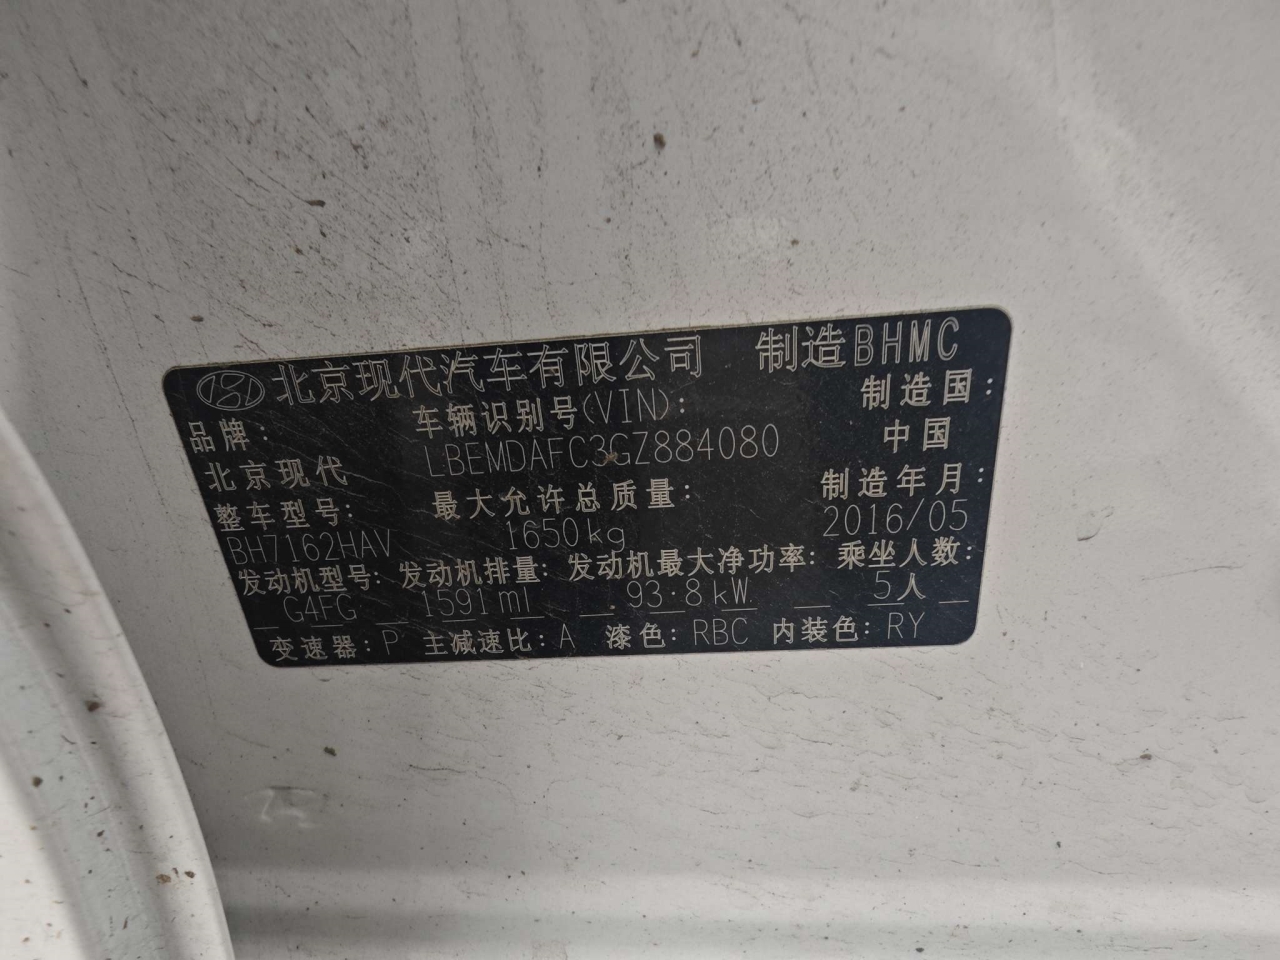 北京现代汽车有限公司 制造BHMC
品牌: 车辆识别号(VIN): 制造国:
北京现代 LBEMDAFC3GZ884080 中国
整车型号: 最大允许总质量: 制造年月:
BH7162HAV 1650kg 2016/05
发动机型号: 发动机排量: 发动机最大净功率: 乘坐人数:
G4FG 1591ml 93.8kW 5人
变速器: P 主减速比: A 漆色: RBC 内装色: RY